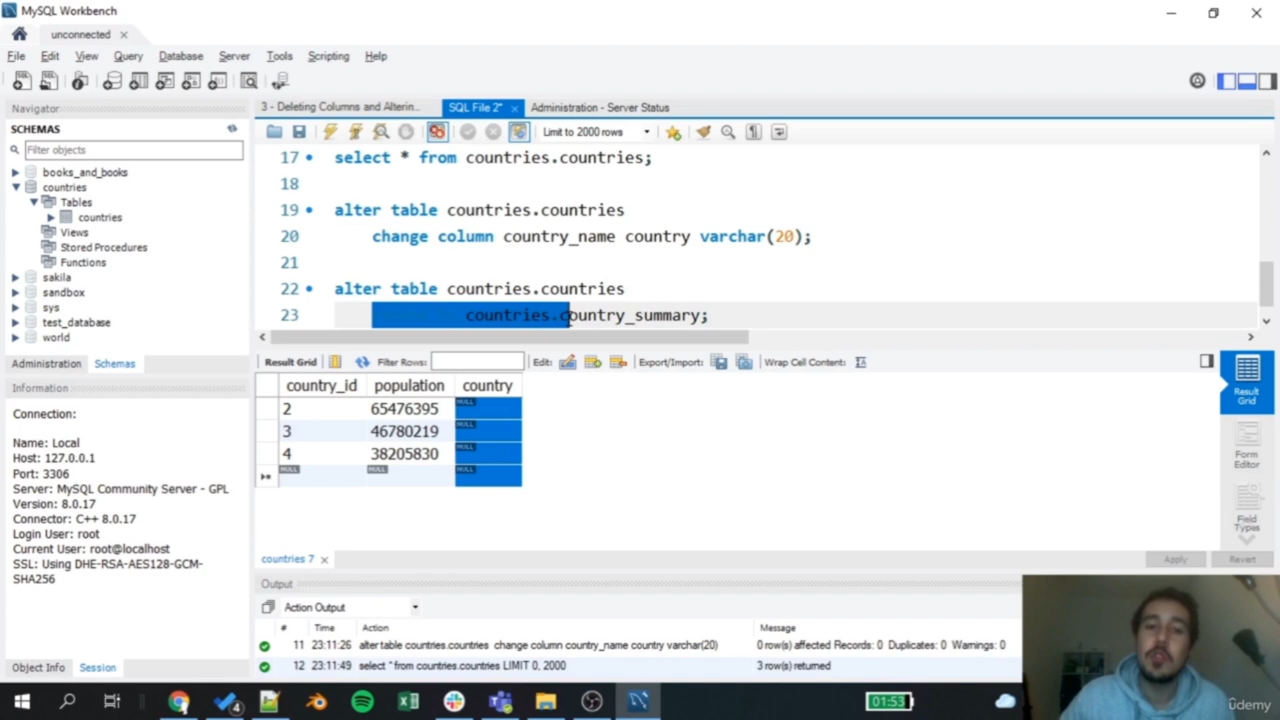 MySQL Workbench
unconnected
File Edit View Query Database Server Tools Scripting Help
Navigator
SCHEMAS
Filter objects
books_and_books
countries
Tables
countries
Views
Stored Procedures
Functions
sakila
sandbox
sys
test_database
world
Administration Schemas
Information
Connection:
Name: Local
Host: 127.0.0.1
Port: 3306
Server: MySQL Community Server - GPL
Version: 8.0.17
Connector: C++ 8.0.17
Login User: root
Current User: root@localhost
SSL: Using DHE-RSA-AES128-GCM-
SHA256
Object Info Session
3 - Deleting Columns and Alterin... SQL File 2* Administration - Server Status
Limit to 2000 rows
17 select * from countries.countries;
18
19 alter table countries.countries
20 change column country_name country varchar(20);
21
22 alter table countries.countries
23 countries.country_summary;
Result Grid Filter Rows: Edit: Export/Import: Wrap Cell Content:
country_id population country
2 65476395 NULL
3 46780219 NULL
4 38205830 NULL
NULL NULL NULL
Result
Grid
Form
Editor
Field
Types
countries 7
Apply Revert
Output
Action Output
# Time Action Message
11 23:11:26 alter table countries.countries change column country_name country varchar(20) 0 row(s) affected Records: 0 Duplicates: 0 Warnings: 0
12 23:11:49 select * from countries.countries LIMIT 0, 2000 3 row(s) returned
4
01:53
ûdemy